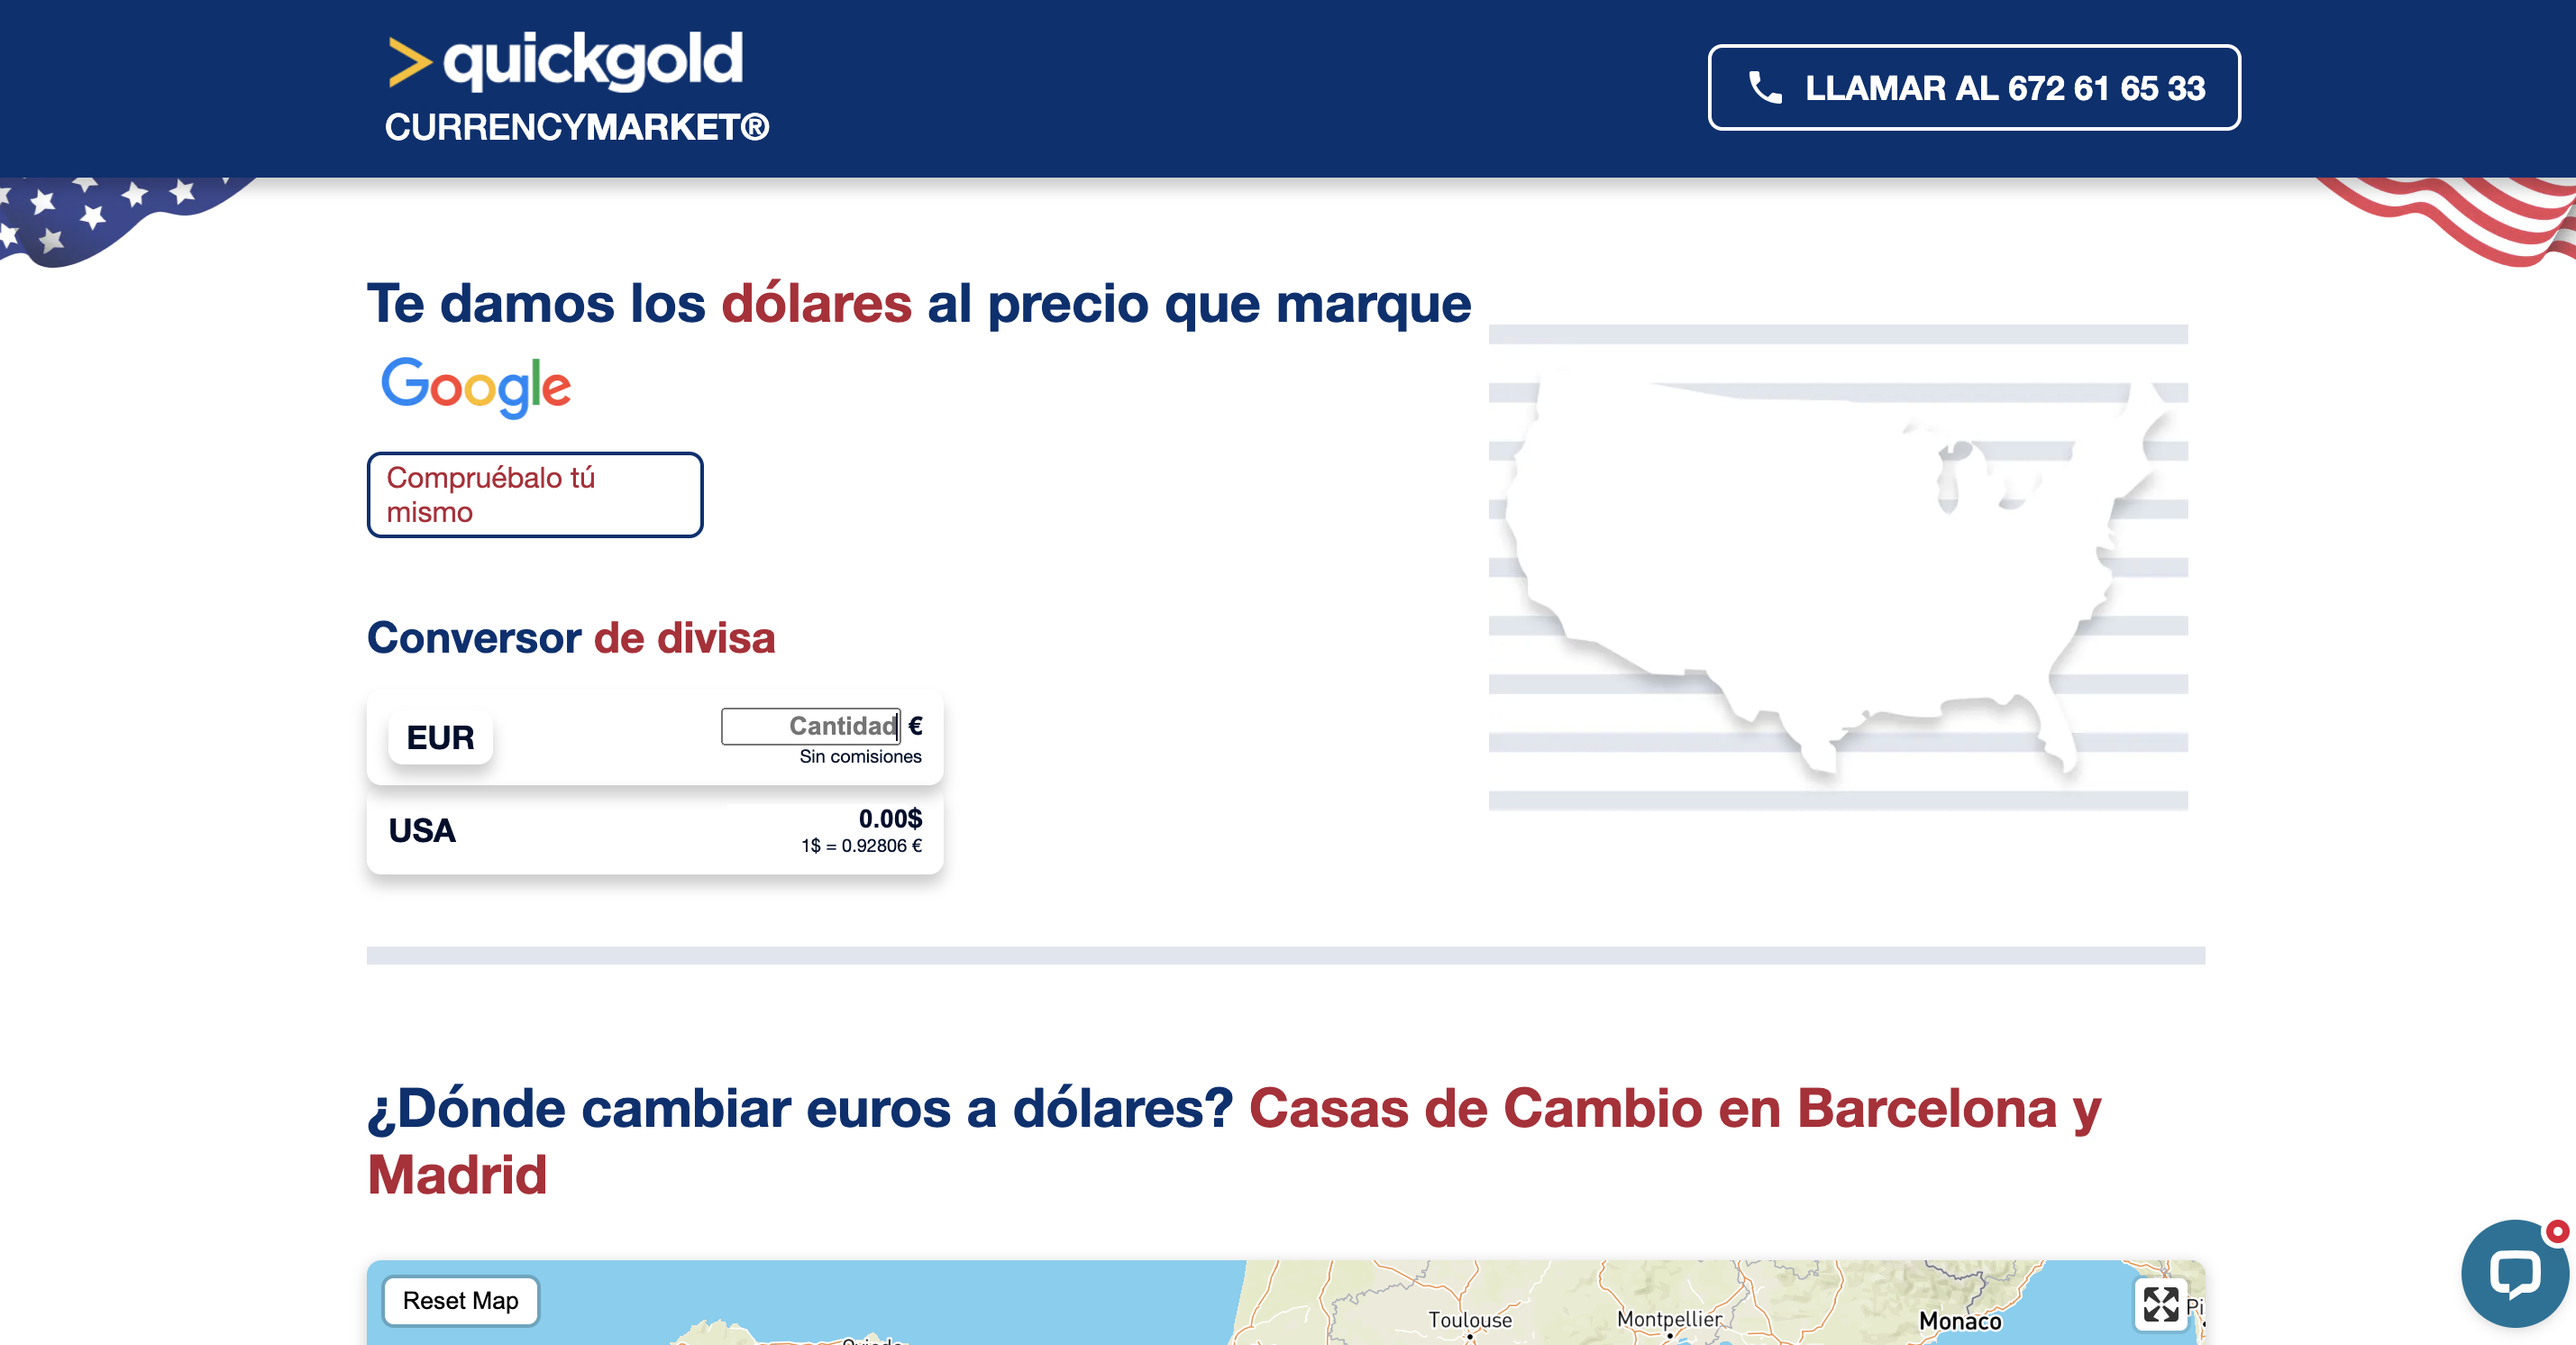 quickgold
CURRENCYMARKET®
LLAMAR AL 672 61 65 33
Te damos los dólares al precio que marque
Google
Compruébalo tú
mismo
Conversor de divisa
EUR
Cantidad €
Sin comisiones
USA
0.00$
1$ = 0.92806 €
¿Dónde cambiar euros a dólares? Casas de Cambio en Barcelona y
Madrid
Reset Map
Toulouse
Montpellier
Monaco
Pi